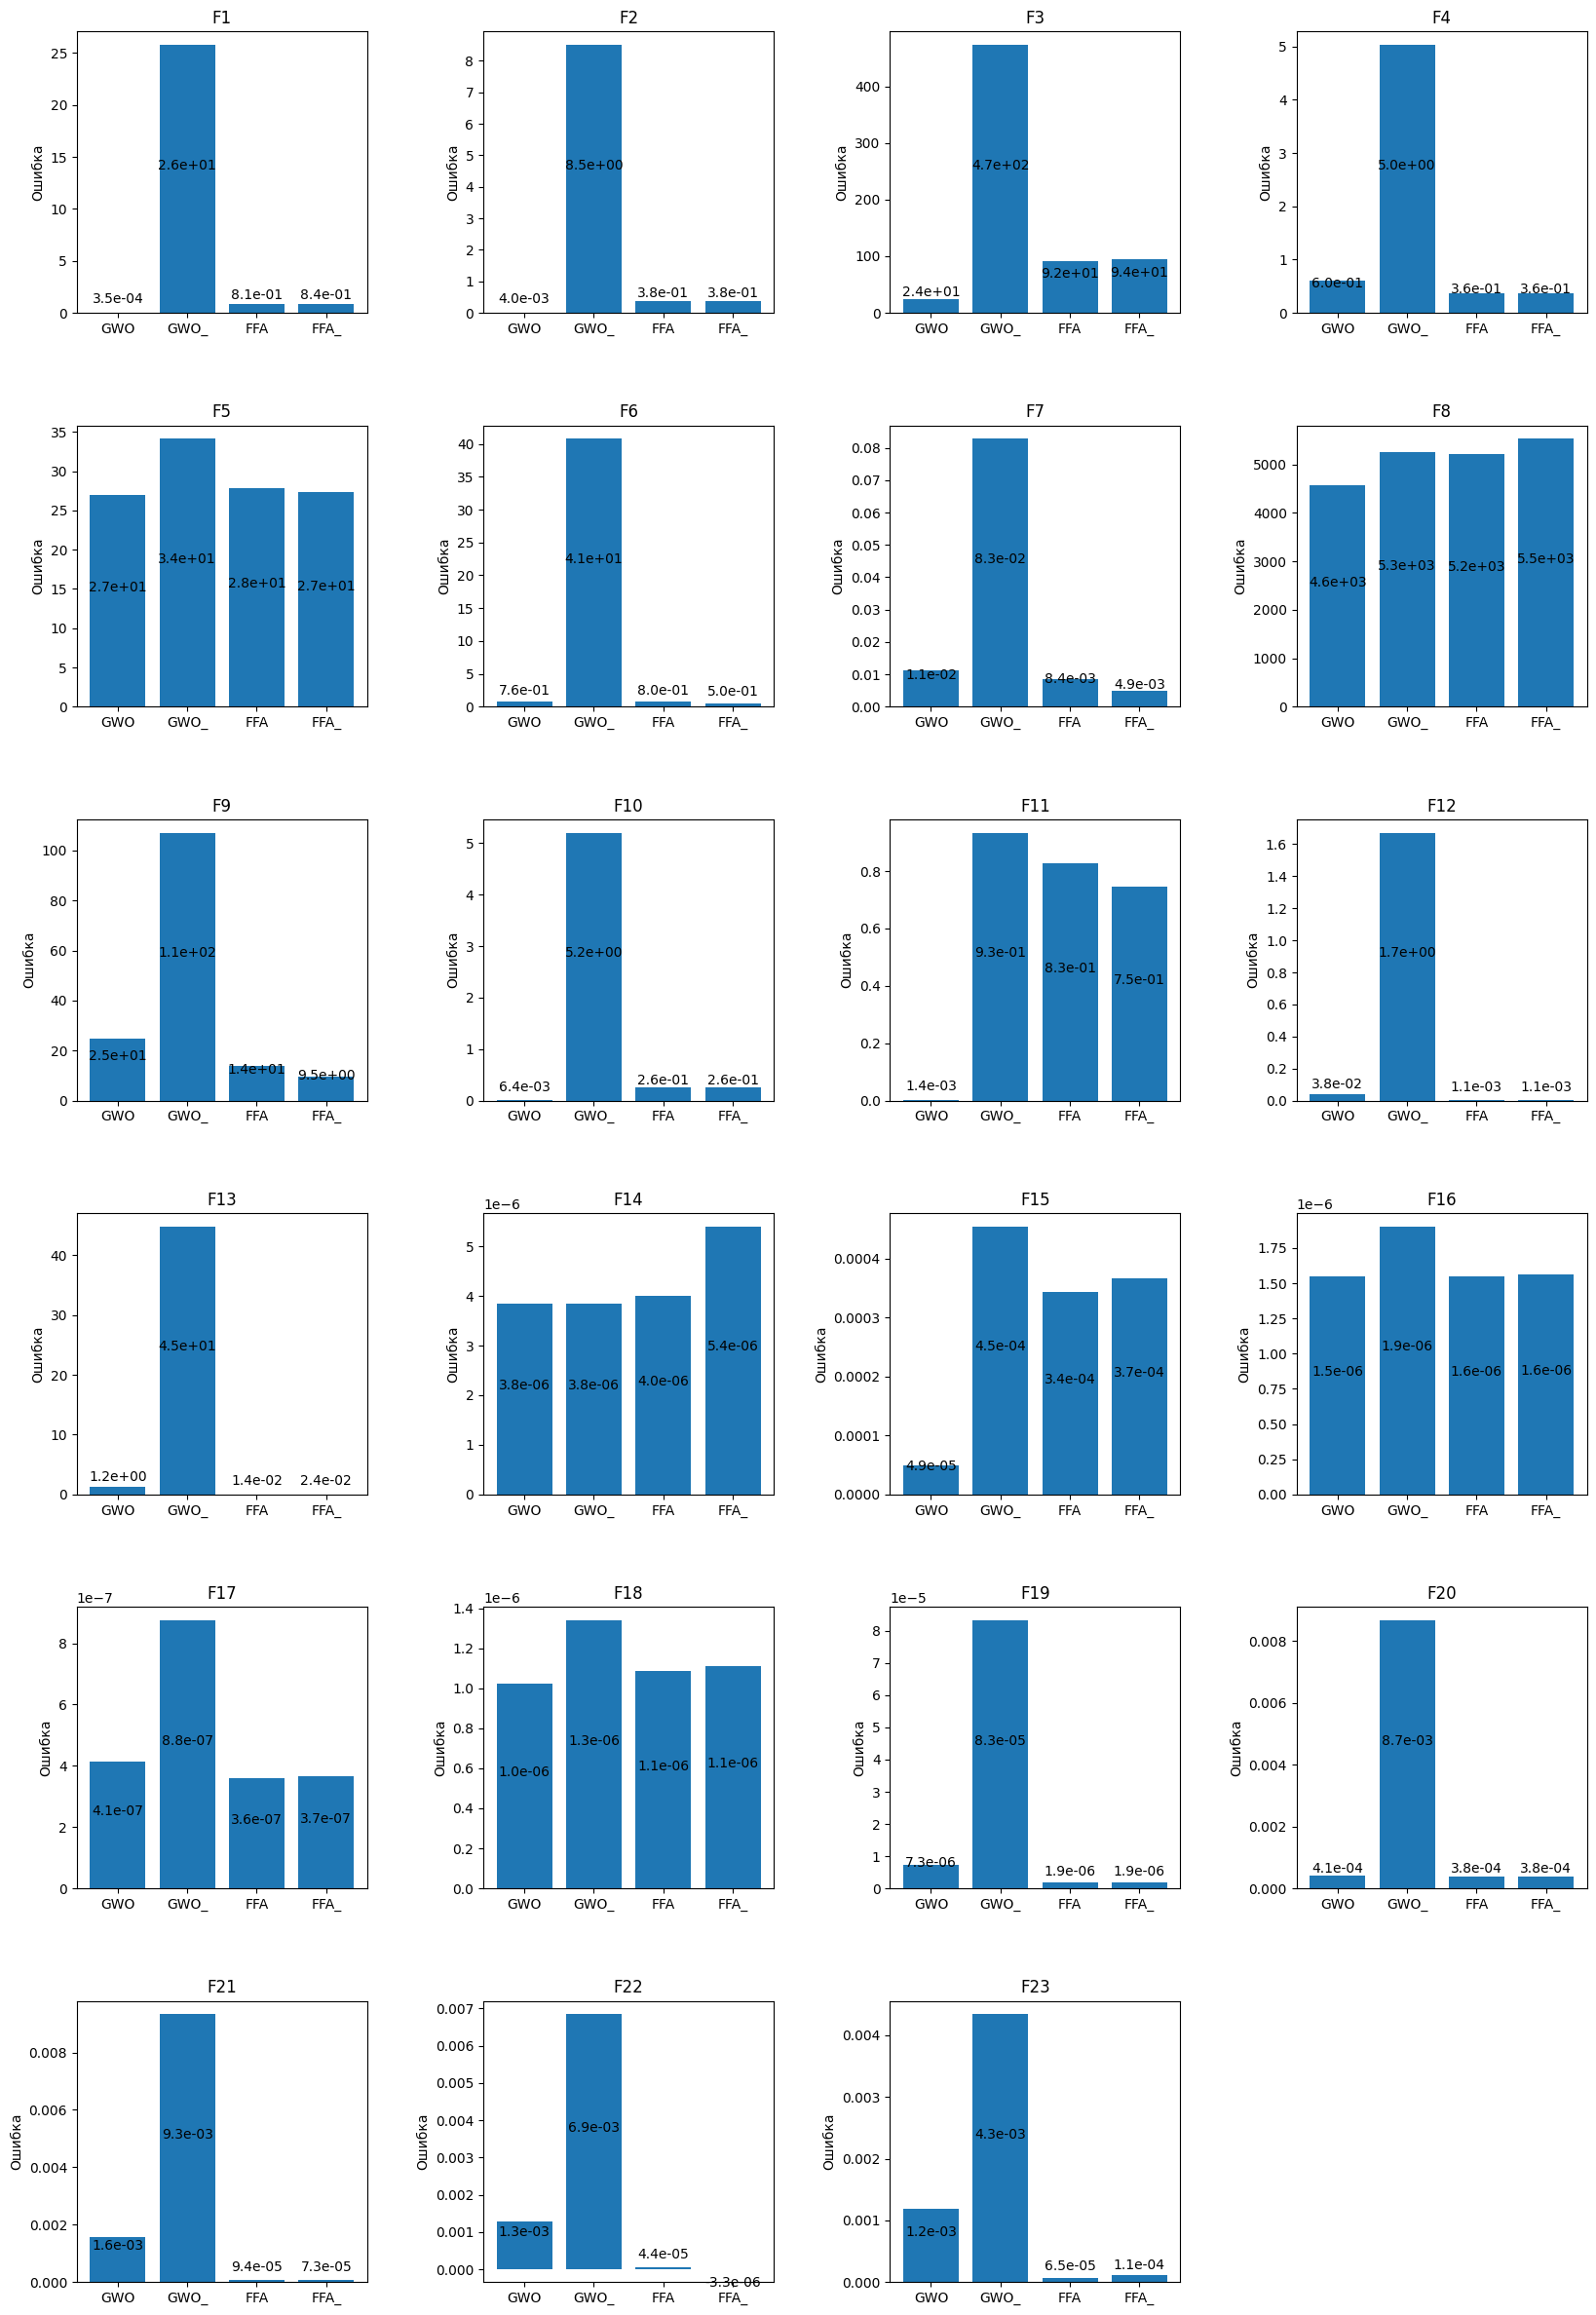 F1
Ошибка
25
20
15
10
5
0
3.5e-04
2.6e+01
8.1e-01
8.4e-01
GWO GWO_ FFA FFA_
F2
Ошибка
8
7
6
5
4
3
2
1
0
4.0e-03
8.5e+00
3.8e-01
3.8e-01
GWO GWO_ FFA FFA_
F3
Ошибка
400
300
200
100
0
2.4e+01
4.7e+02
9.2e+01
9.4e+01
GWO GWO_ FFA FFA_
F4
Ошибка
5
4
3
2
1
0
6.0e-01
5.0e+00
3.6e-01
3.6e-01
GWO GWO_ FFA FFA_
F5
Ошибка
35
30
25
20
15
10
5
0
2.7e+01
3.4e+01
2.8e+01
2.7e+01
GWO GWO_ FFA FFA_
F6
Ошибка
40
35
30
25
20
15
10
5
0
7.6e-01
4.1e+01
8.0e-01
5.0e-01
GWO GWO_ FFA FFA_
F7
Ошибка
0.08
0.07
0.06
0.05
0.04
0.03
0.02
0.01
0.00
1.1e-02
8.3e-02
8.4e-03
4.9e-03
GWO GWO_ FFA FFA_
F8
Ошибка
5000
4000
3000
2000
1000
0
4.6e+03
5.3e+03
5.2e+03
5.5e+03
GWO GWO_ FFA FFA_
F9
Ошибка
100
80
60
40
20
0
2.5e+01
1.1e+02
1.4e+01
9.5e+00
GWO GWO_ FFA FFA_
F10
Ошибка
5
4
3
2
1
0
6.4e-03
5.2e+00
2.6e-01
2.6e-01
GWO GWO_ FFA FFA_
F11
Ошибка
0.8
0.6
0.4
0.2
0.0
1.4e-03
9.3e-01
8.3e-01
7.5e-01
GWO GWO_ FFA FFA_
F12
Ошибка
1.6
1.4
1.2
1.0
0.8
0.6
0.4
0.2
0.0
3.8e-02
1.7e+00
1.1e-03
1.1e-03
GWO GWO_ FFA FFA_
F13
Ошибка
40
30
20
10
0
1.2e+00
4.5e+01
1.4e-02
2.4e-02
GWO GWO_ FFA FFA_
F14
1e−6
Ошибка
5
4
3
2
1
0
3.8e-06
3.8e-06
4.0e-06
5.4e-06
GWO GWO_ FFA FFA_
F15
Ошибка
0.0004
0.0003
0.0002
0.0001
0.0000
4.9e-05
4.5e-04
3.4e-04
3.7e-04
GWO GWO_ FFA FFA_
F16
1e−6
Ошибка
1.75
1.50
1.25
1.00
0.75
0.50
0.25
0.00
1.5e-06
1.9e-06
1.6e-06
1.6e-06
GWO GWO_ FFA FFA_
F17
1e−7
Ошибка
8
6
4
2
0
4.1e-07
8.8e-07
3.6e-07
3.7e-07
GWO GWO_ FFA FFA_
F18
1e−6
Ошибка
1.4
1.2
1.0
0.8
0.6
0.4
0.2
0.0
1.0e-06
1.3e-06
1.1e-06
1.1e-06
GWO GWO_ FFA FFA_
F19
1e−5
Ошибка
8
7
6
5
4
3
2
1
0
7.3e-06
8.3e-05
1.9e-06
1.9e-06
GWO GWO_ FFA FFA_
F20
Ошибка
0.008
0.006
0.004
0.002
0.000
4.1e-04
8.7e-03
3.8e-04
3.8e-04
GWO GWO_ FFA FFA_
F21
Ошибка
0.008
0.006
0.004
0.002
0.000
1.6e-03
9.3e-03
9.4e-05
7.3e-05
GWO GWO_ FFA FFA_
F22
Ошибка
0.007
0.006
0.005
0.004
0.003
0.002
0.001
0.000
1.3e-03
6.9e-03
4.4e-05
-3.3e-06
GWO GWO_ FFA FFA_
F23
Ошибка
0.004
0.003
0.002
0.001
0.000
1.2e-03
4.3e-03
6.5e-05
1.1e-04
GWO GWO_ FFA FFA_